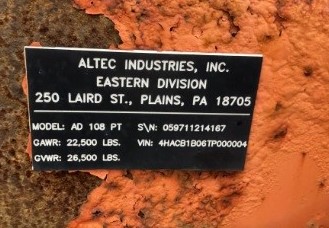 ALTEC INDUSTRIES, INC.
EASTERN DIVISION
250 LAIRD ST., PLAINS, PA 18705
MODEL: AD 108 PT S\N: 059711214167
GAWR: 22,500 LBS. VIN: 4HACB1B06TP000004
GVWR: 26,500 LBS.